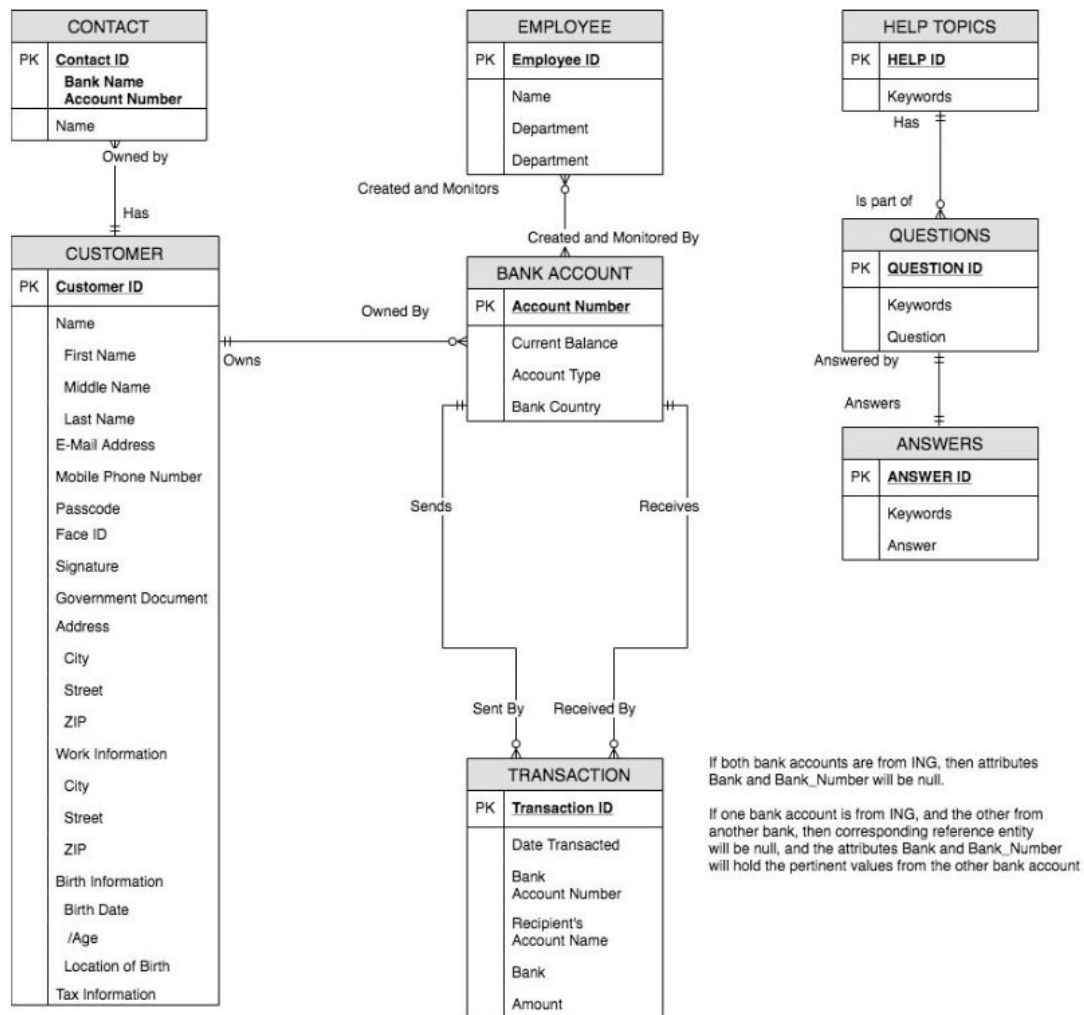 CONTACT
PK Contact ID
Bank Name
Account Number
Name
Owned by
Has
CUSTOMER
PK Customer ID
Name
First Name
Middle Name
Last Name
E-Mail Address
Mobile Phone Number
Passcode
Face ID
Signature
Government Document
Address
City
Street
ZIP
Work Information
City
Street
ZIP
Birth Information
Birth Date
/Age
Location of Birth
Tax Information
Owns
Owned By
EMPLOYEE
PK Employee ID
Name
Department
Department
Created and Monitors
Created and Monitored By
BANK ACCOUNT
PK Account Number
Current Balance
Account Type
Bank Country
Sends
Receives
Sent By
Received By
TRANSACTION
PK Transaction ID
Date Transacted
Bank
Account Number
Recipient's
Account Name
Bank
Amount
HELP TOPICS
PK HELP ID
Keywords
Has
Is part of
QUESTIONS
PK QUESTION ID
Keywords
Question
Answered by
Answers
ANSWERS
PK ANSWER ID
Keywords
Answer
If both bank accounts are from ING, then attributes
Bank and Bank_Number will be null.
If one bank account is from ING, and the other from
another bank, then corresponding reference entity
will be null, and the attributes Bank and Bank_Number
will hold the pertinent values from the other bank account